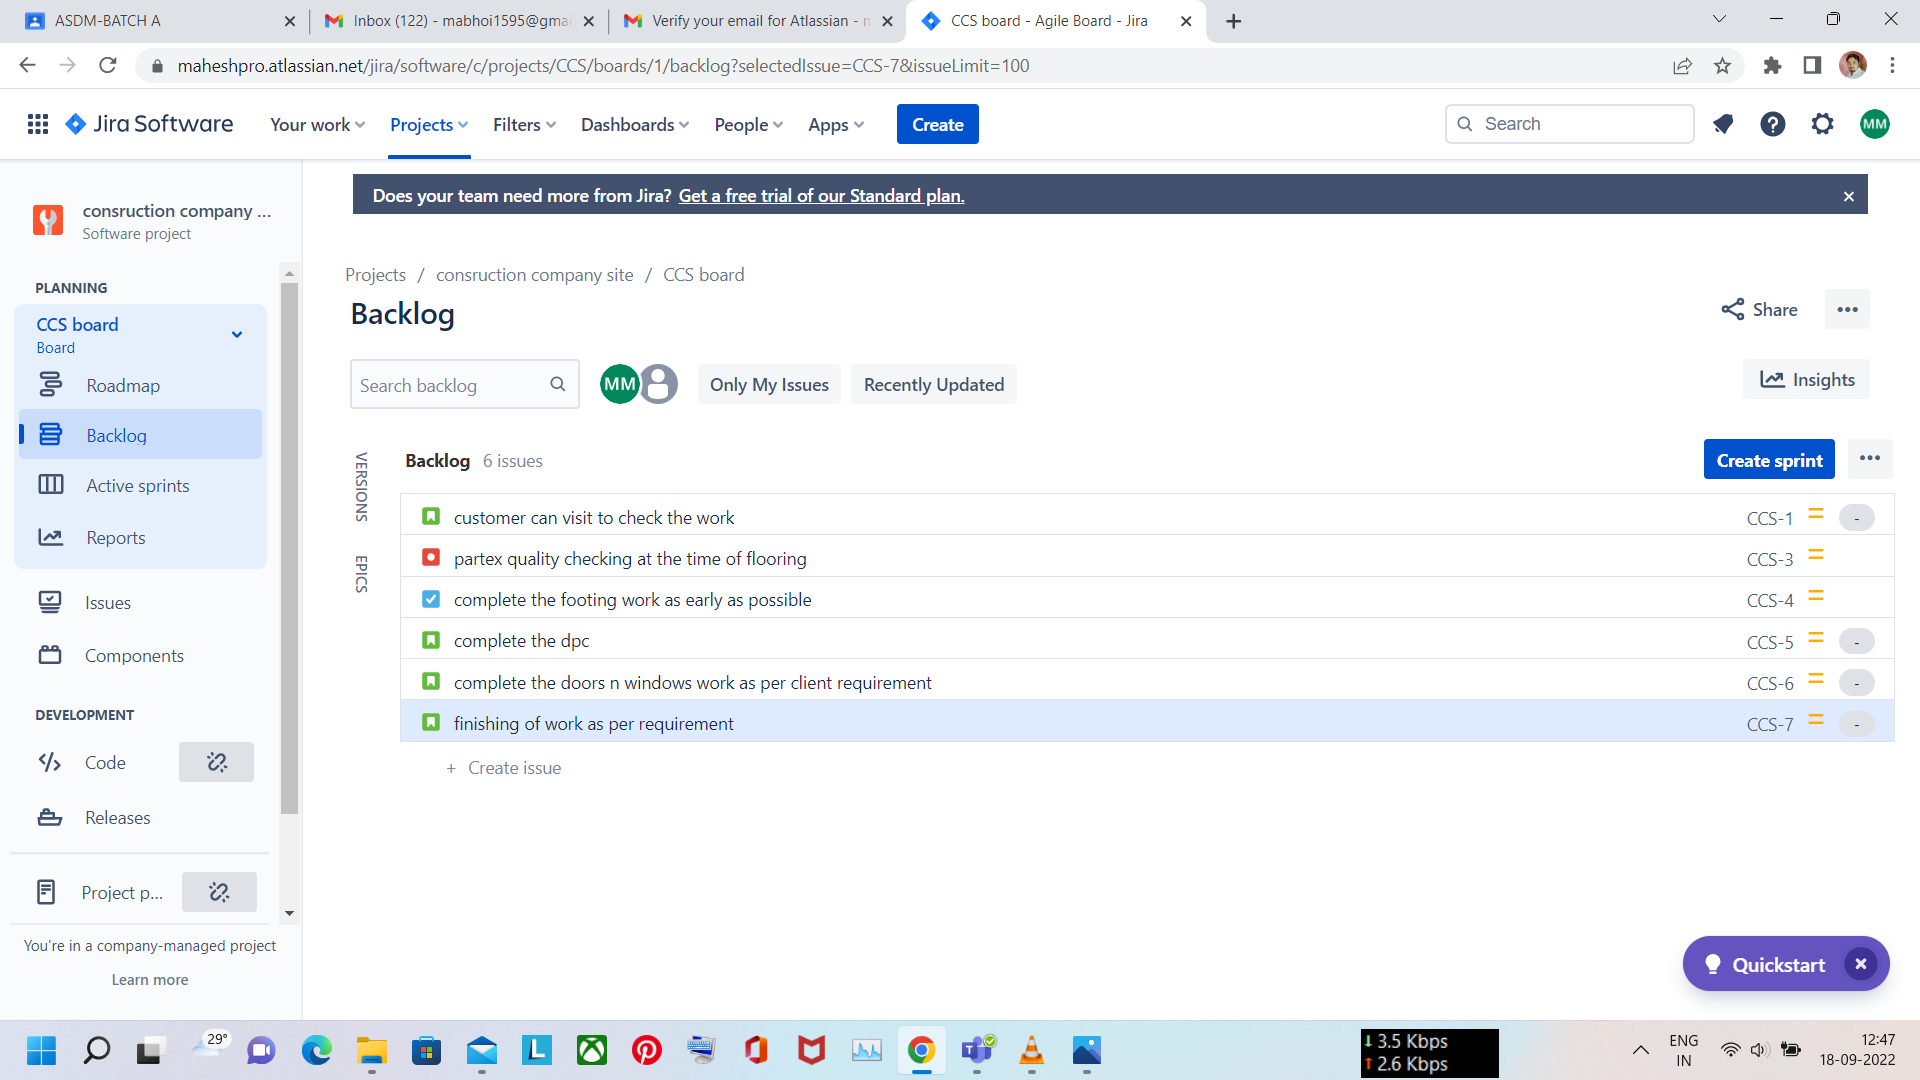 ASDM-BATCH A
Inbox (122) - mabhoi1595@gmai
Verify your email for Atlassian - m
CCS board - Agile Board - Jira
maheshpro.atlassian.net/jira/software/c/projects/CCS/boards/1/backlog?selectedIssue=CCS-7&issueLimit=100
Jira Software
Your work
Projects
Filters
Dashboards
People
Apps
Create
Search
MM
consruction company ...
Software project
Does your team need more from Jira? Get a free trial of our Standard plan.
PLANNING
CCS board
Board
Roadmap
Backlog
Active sprints
Reports
Issues
Components
DEVELOPMENT
Code
Releases
Project p...
You're in a company-managed project
Learn more
Projects / consruction company site / CCS board
Backlog
Share
Search backlog
MM
Only My Issues
Recently Updated
Insights
VERSIONS
EPICS
Backlog 6 issues
Create sprint
customer can visit to check the work CCS-1 -
partex quality checking at the time of flooring CCS-3
complete the footing work as early as possible CCS-4
complete the dpc CCS-5 -
complete the doors n windows work as per client requirement CCS-6 -
finishing of work as per requirement CCS-7 -
+ Create issue
Quickstart
29°
L
3.5 Kbps
2.6 Kbps
ENG
IN
12:47
18-09-2022